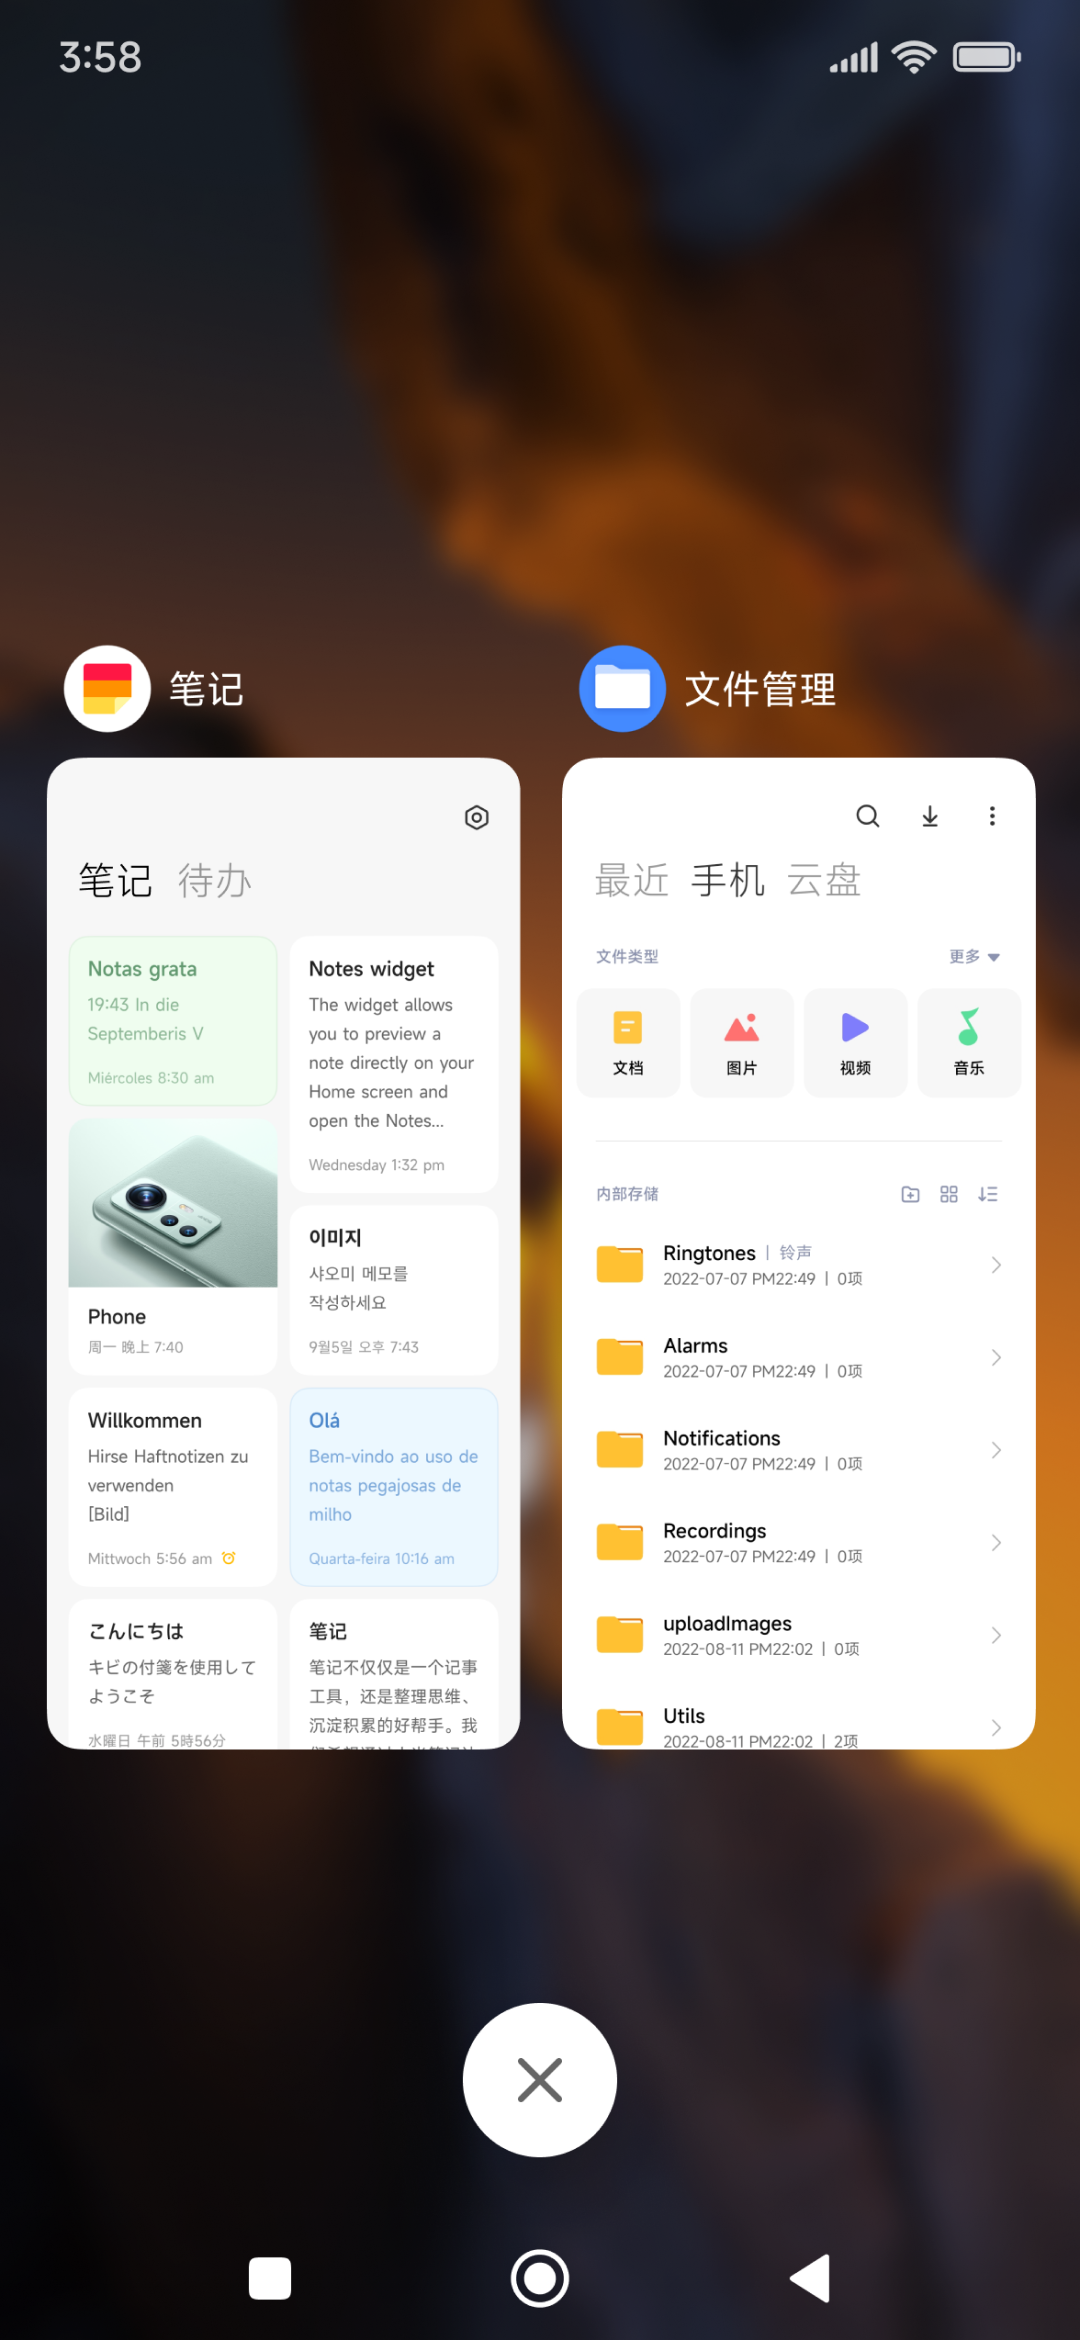 3:58
笔记
文件管理
笔记 待办
Notas grata
19:43 In die
Septemberis V
Miércoles 8:30 am
Phone
周一 晚上 7:40
Willkommen
Hirse Haftnotizen zu
verwenden
[Bild]
Mittwoch 5:56 am
こんにちは
キビの付箋を使用して
ようこそ
水曜日 午前 5時56分
Notes widget
The widget allows
you to preview a
note directly on your
Home screen and
open the Notes...
Wednesday 1:32 pm
이미지
샤오미 메모를
작성하세요
9월5일 오후 7:43
Olá
Bem-vindo ao uso de
notas pegajosas de
milho
Quarta-feira 10:16 am
笔记
笔记不仅仅是一个记事
工具，还是整理思维、
沉淀积累的好帮手。我
最近 手机 云盘
文件类型 更多
文档 图片 视频 音乐
内部存储
Ringtones | 铃声
2022-07-07 PM22:49 | 0项
Alarms
2022-07-07 PM22:49 | 0项
Notifications
2022-07-07 PM22:49 | 0项
Recordings
2022-07-07 PM22:49 | 0项
uploadImages
2022-08-11 PM22:02 | 0项
Utils
2022-08-11 PM22:02 | 2项